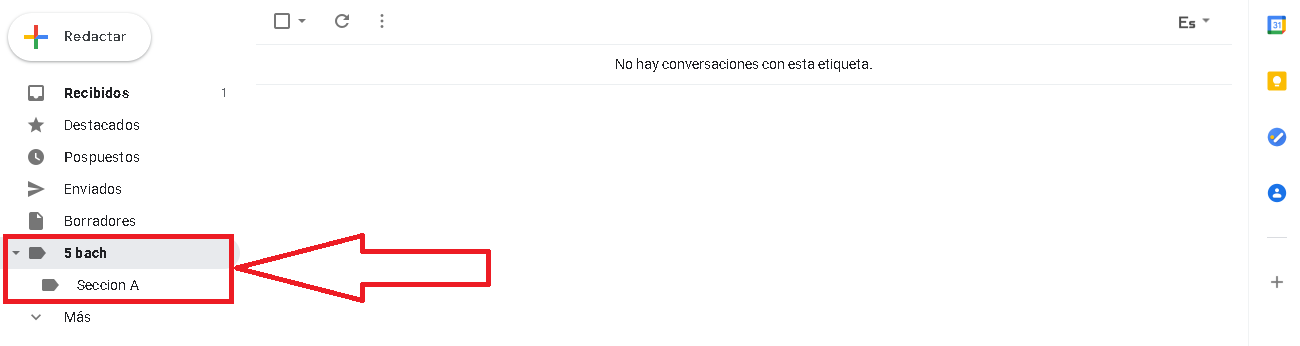 Redactar
Es
No hay conversaciones con esta etiqueta.
Recibidos 1
Destacados
Pospuestos
Enviados
Borradores
5 bach
Seccion A
Más
31